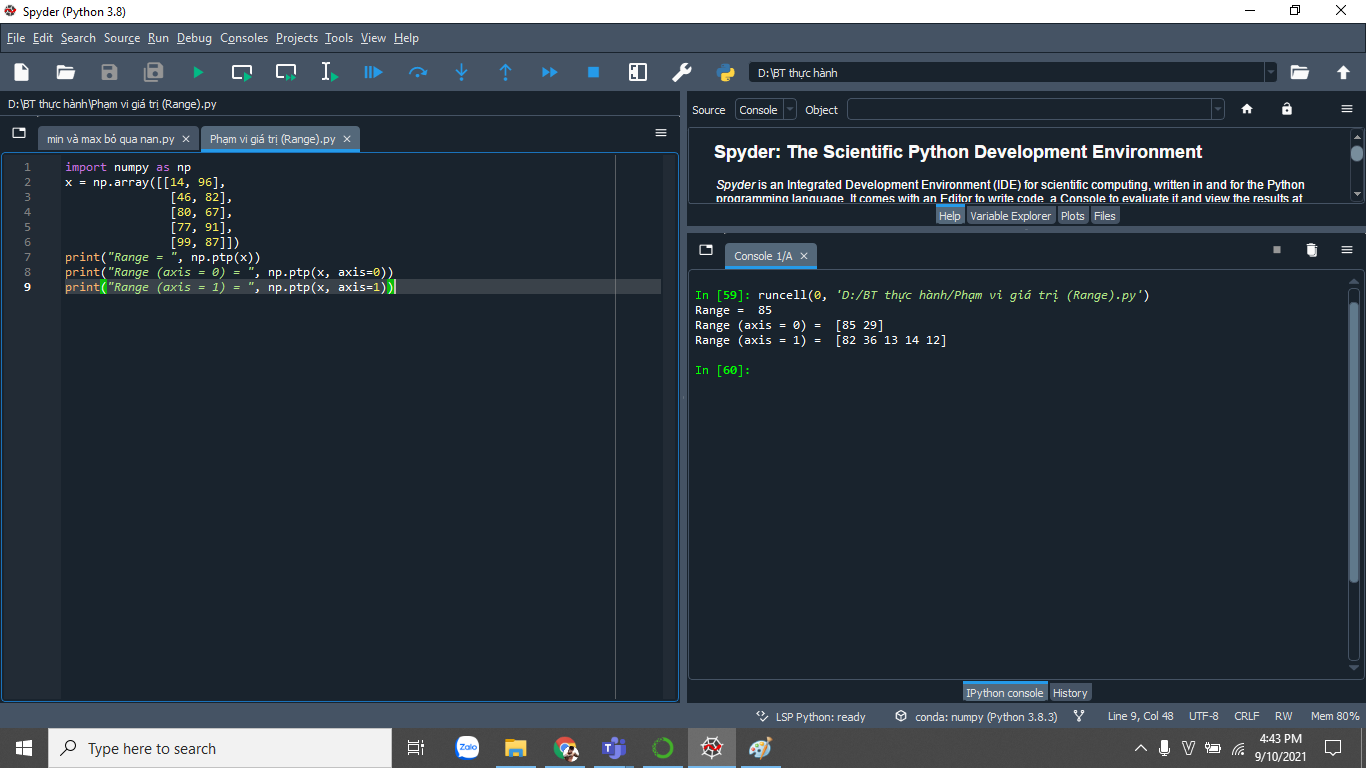 Spyder (Python 3.8)
File Edit Search Source Run Debug Consoles Projects Tools View Help
D:\BT thực hành
D:\BT thực hành\Phạm vi giá trị (Range).py
min và max bỏ qua nan.py
Phạm vi giá trị (Range).py
1 import numpy as np
2 x = np.array([[14, 96],
3 [46, 82],
4 [80, 67],
5 [77, 91],
6 [99, 87]])
7 print("Range = ", np.ptp(x))
8 print("Range (axis = 0) = ", np.ptp(x, axis=0))
9 print("Range (axis = 1) = ", np.ptp(x, axis=1))
Source Console Object
Spyder: The Scientific Python Development Environment
Spyder is an Integrated Development Environment (IDE) for scientific computing, written in and for the Python
programming language. It comes with an Editor to write code, a Console to evaluate it and view the results at
Help Variable Explorer Plots Files
Console 1/A
In [59]: runcell(0, 'D:/BT thực hành/Phạm vi giá trị (Range).py')
Range =  85
Range (axis = 0) =  [85 29]
Range (axis = 1) =  [82 36 13 14 12]
In [60]:
IPython console History
LSP Python: ready conda: numpy (Python 3.8.3) Line 9, Col 48 UTF-8 CRLF RW Mem 80%
Type here to search
Zalo
V
4:43 PM
9/10/2021